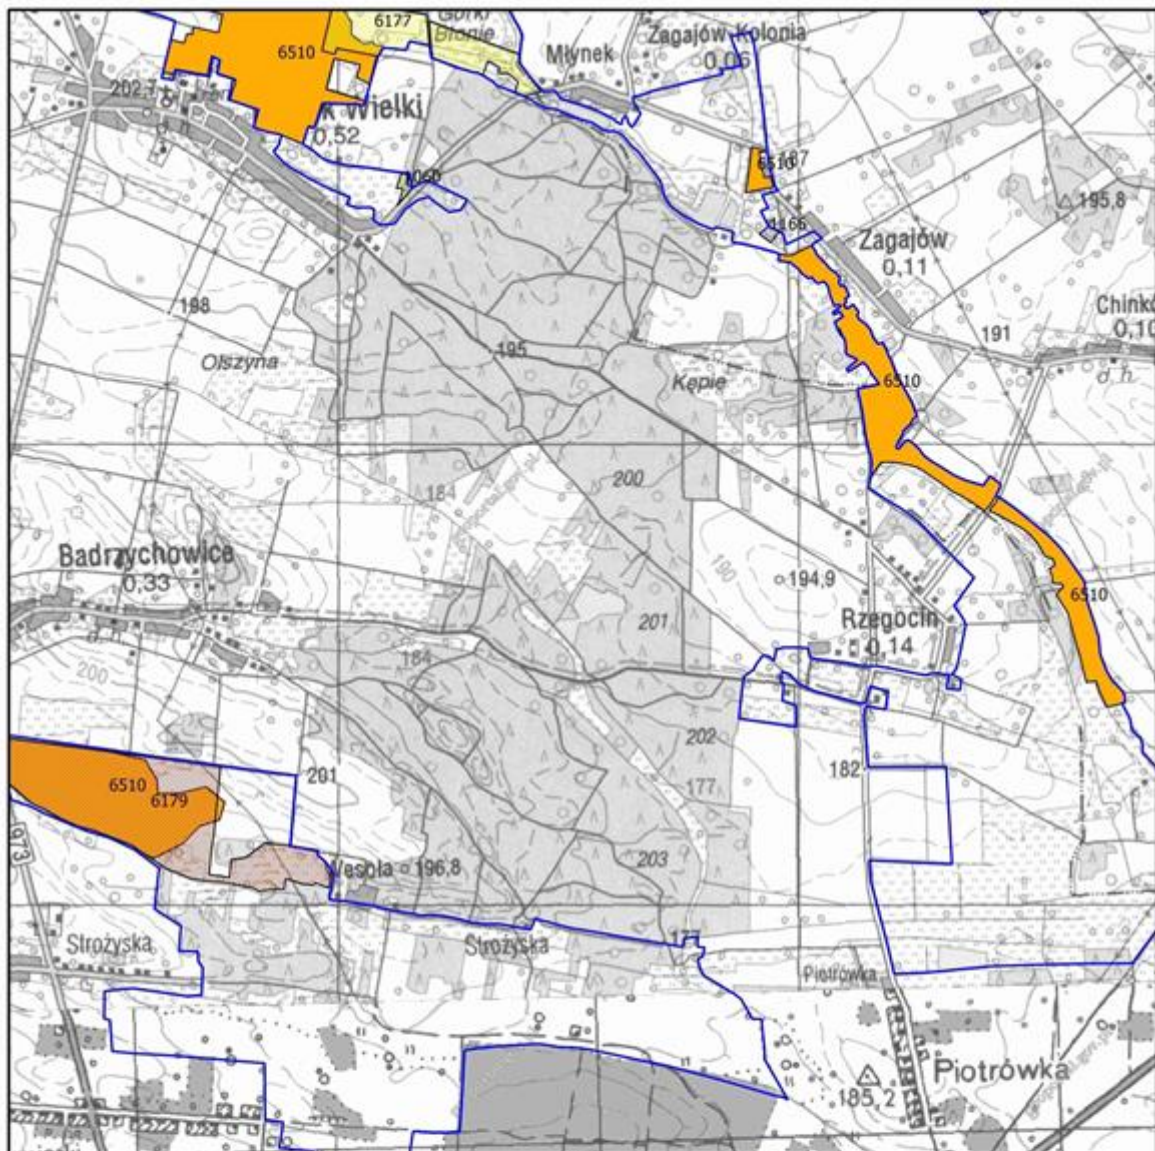 6177
Górki
Błonie
6510
Młynek
Zagajów Kolonia
0,06
202,7
k Wielki
0,52
6510
187
195,8
1166
Zagajów
0,11
198
Chinkó
0,10
191
195
Olszyna
Kępie
6510
d. h.
184
200
190
194,9
Badrzychowice
0,33
6510
201
Rzegocin
0,14
d. h.
184
200
202
201
182
177
6510
6179
973
203
Wesoła
196,8
Strożyska
Strożyska
177
Piotrówka
Piotrówka
185,2